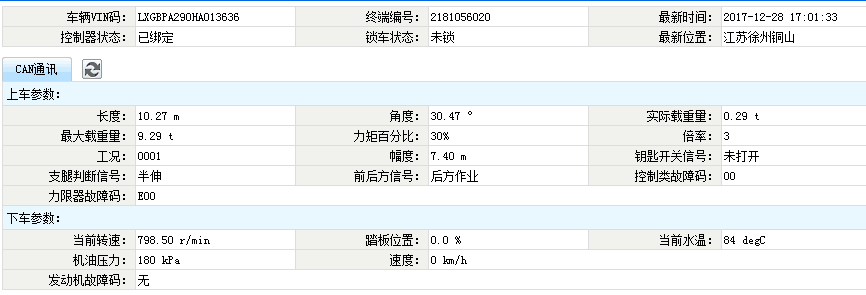 车辆VIN码： LXGBPA290HA013636 终端编号： 2181056020 最新时间： 2017-12-28 17:01:33
控制器状态： 已绑定 锁车状态： 未锁 最新位置： 江苏徐州铜山
CAN通讯
上车参数：
长度： 10.27 m 角度： 30.47 ° 实际载重量： 0.29 t
最大载重量： 9.29 t 力矩百分比： 30% 倍率： 3
工况： 0001 幅度： 7.40 m 钥匙开关信号： 未打开
支腿判断信号： 半伸 前后方信号： 后方作业 控制类故障码： 00
力限器故障码： E00
下车参数：
当前转速： 798.50 r/min 踏板位置： 0.0 % 当前水温： 84 degC
机油压力： 180 kPa 速度： 0 km/h
发动机故障码： 无